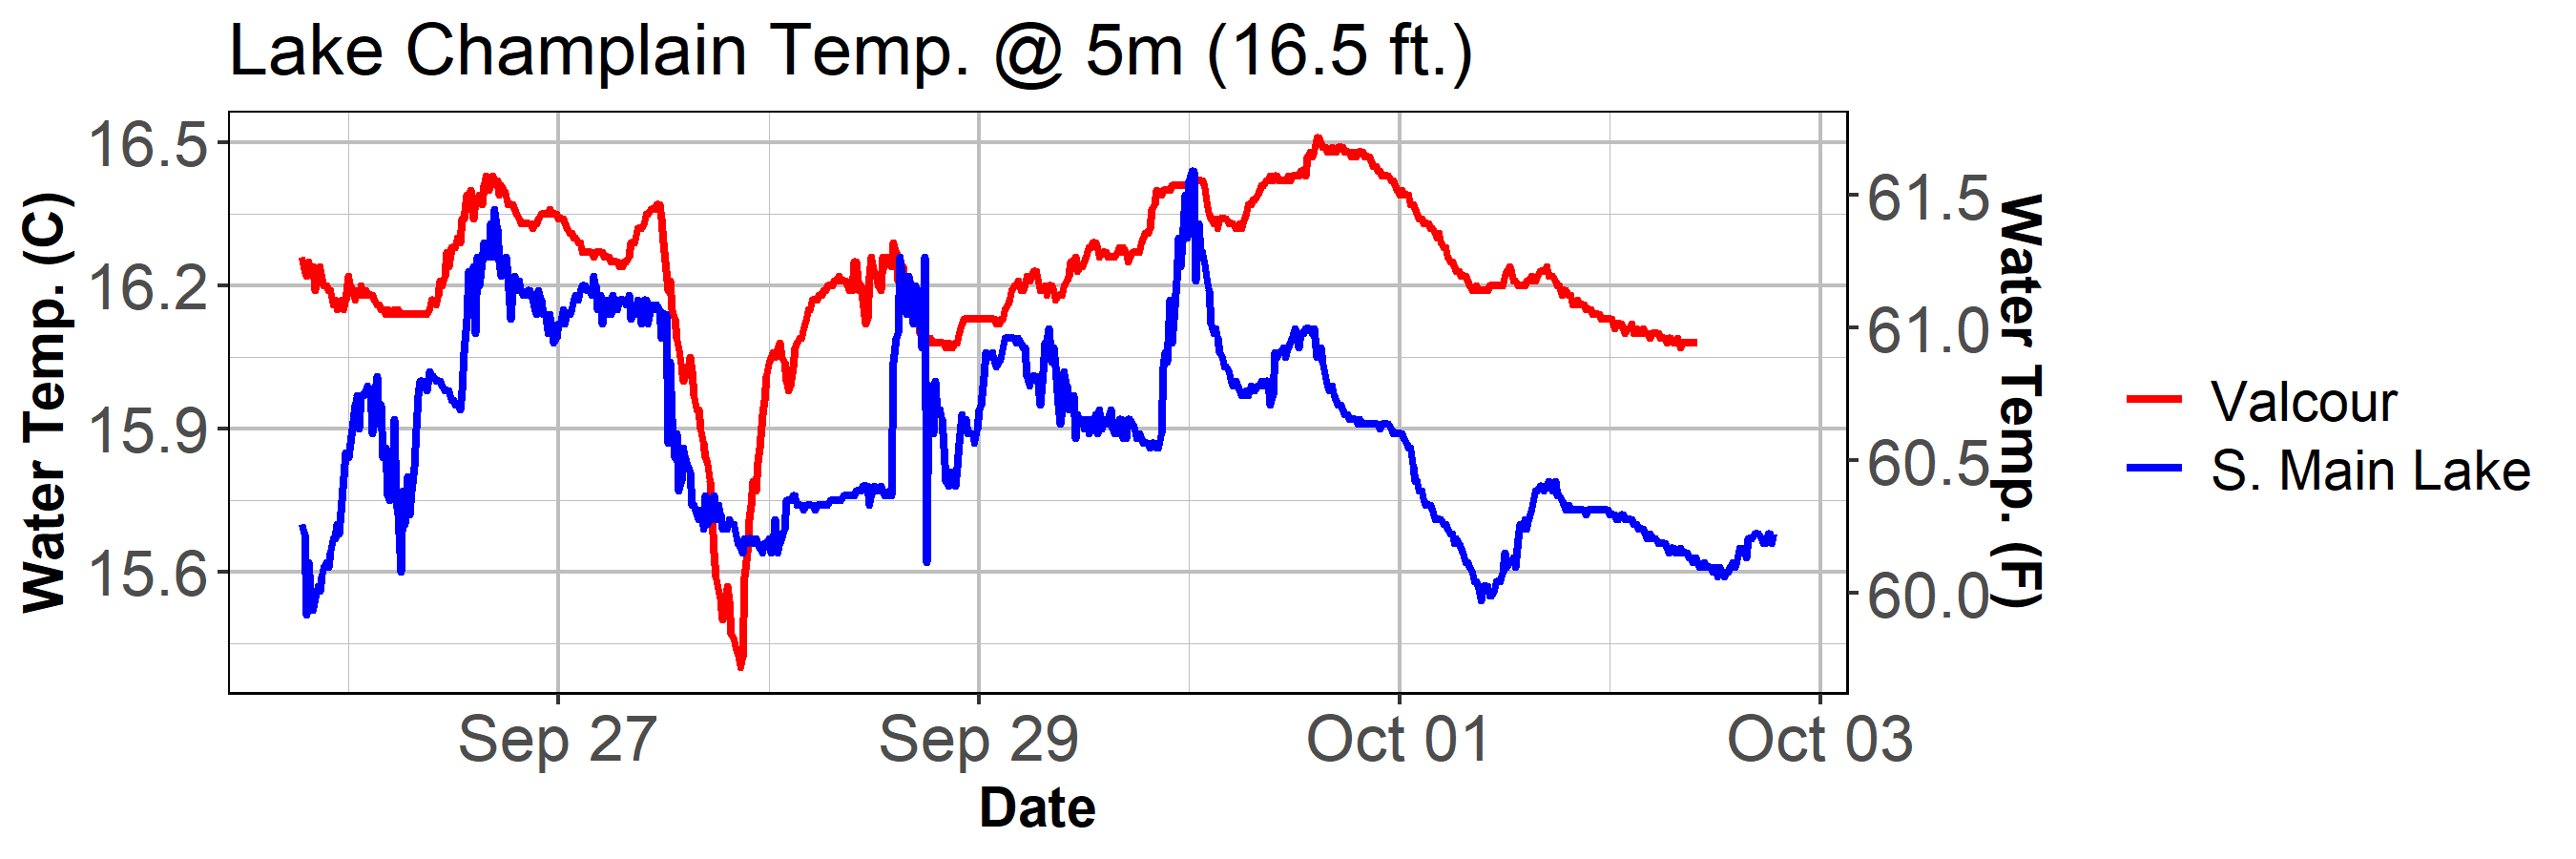 Lake Champlain Temp. @ 5m (16.5 ft.)
Water Temp. (C)
16.5
16.2
15.9
15.6
61.5
61.0
60.5
60.0
Water Temp. (F)
Sep 27
Sep 29
Oct 01
Oct 03
Date
Valcour
S. Main Lake